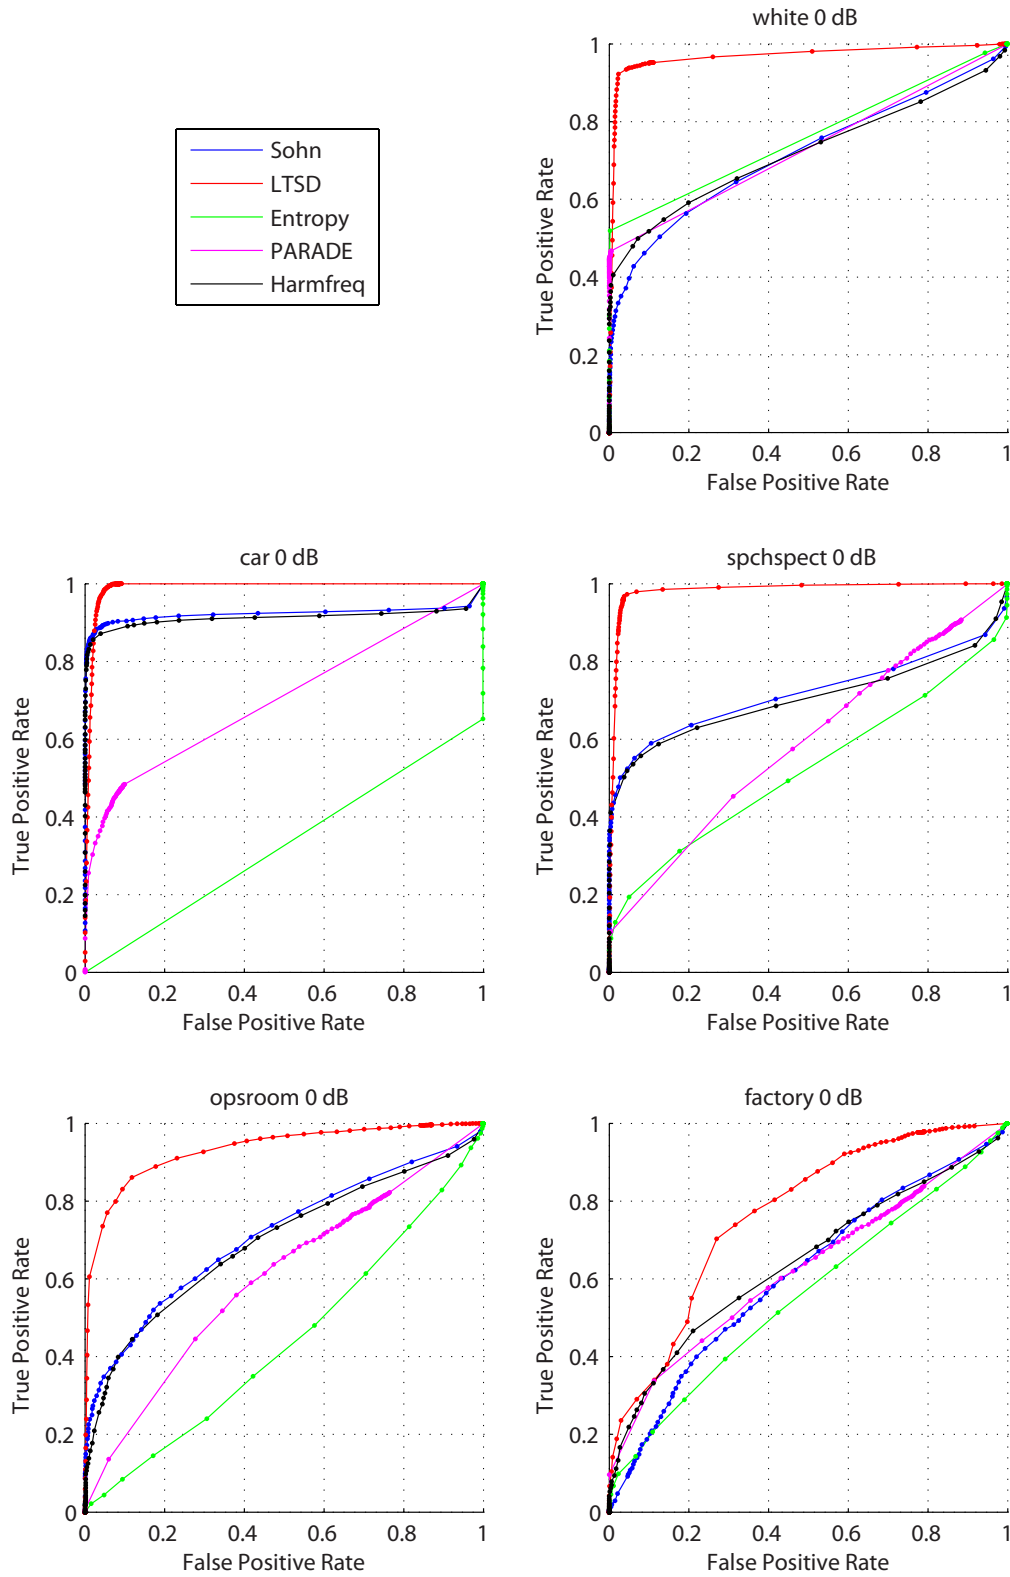 white 0 dB
Sohn
LTSD
Entropy
PARADE
Harmfreq
True Positive Rate
1
0.8
0.6
0.4
0.2
0
0 0.2 0.4 0.6 0.8 1
False Positive Rate
car 0 dB
True Positive Rate
1
0.8
0.6
0.4
0.2
0
0 0.2 0.4 0.6 0.8 1
False Positive Rate
spchspect 0 dB
True Positive Rate
1
0.8
0.6
0.4
0.2
0
0 0.2 0.4 0.6 0.8 1
False Positive Rate
opsroom 0 dB
True Positive Rate
1
0.8
0.6
0.4
0.2
0
0 0.2 0.4 0.6 0.8 1
False Positive Rate
factory 0 dB
True Positive Rate
1
0.8
0.6
0.4
0.2
0
0 0.2 0.4 0.6 0.8 1
False Positive Rate